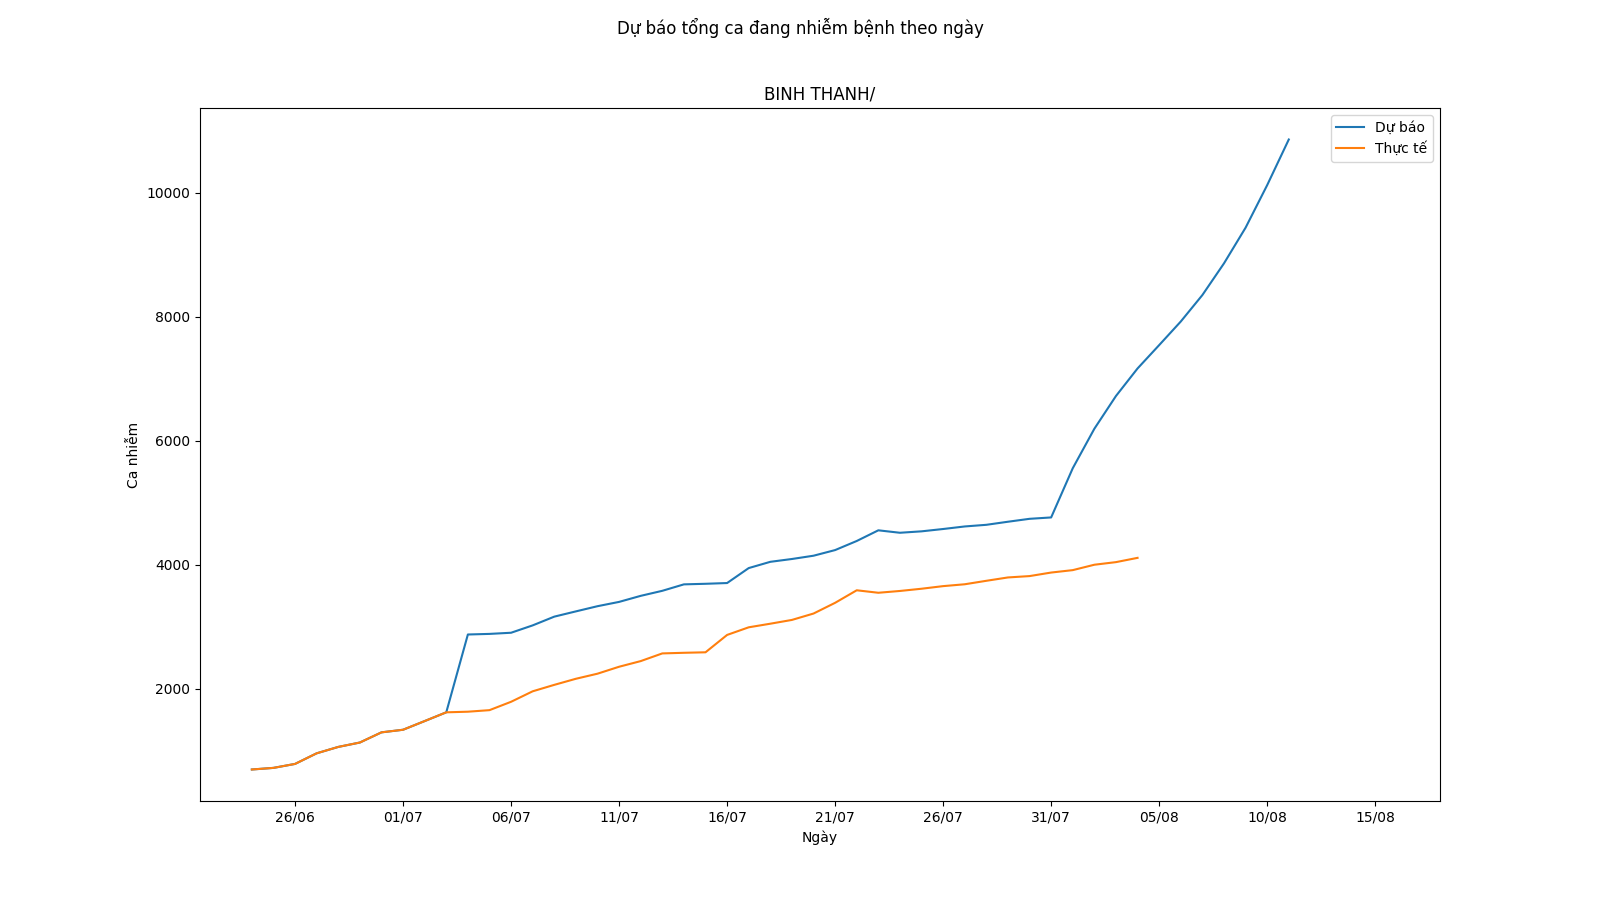 Dự báo tổng ca đang nhiễm bệnh theo ngày
BINH THANH/
Dự báo
Thực tế
10000
8000
6000
4000
2000
Ca nhiễm
26/06
01/07
06/07
11/07
16/07
21/07
26/07
31/07
05/08
10/08
15/08
Ngày